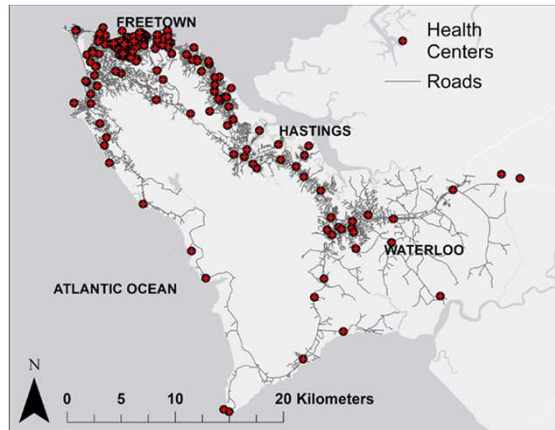 FREETOWN
Health
Centers
Roads
HASTINGS
WATERLOO
ATLANTIC OCEAN
N
0 5 10 20 Kilometers